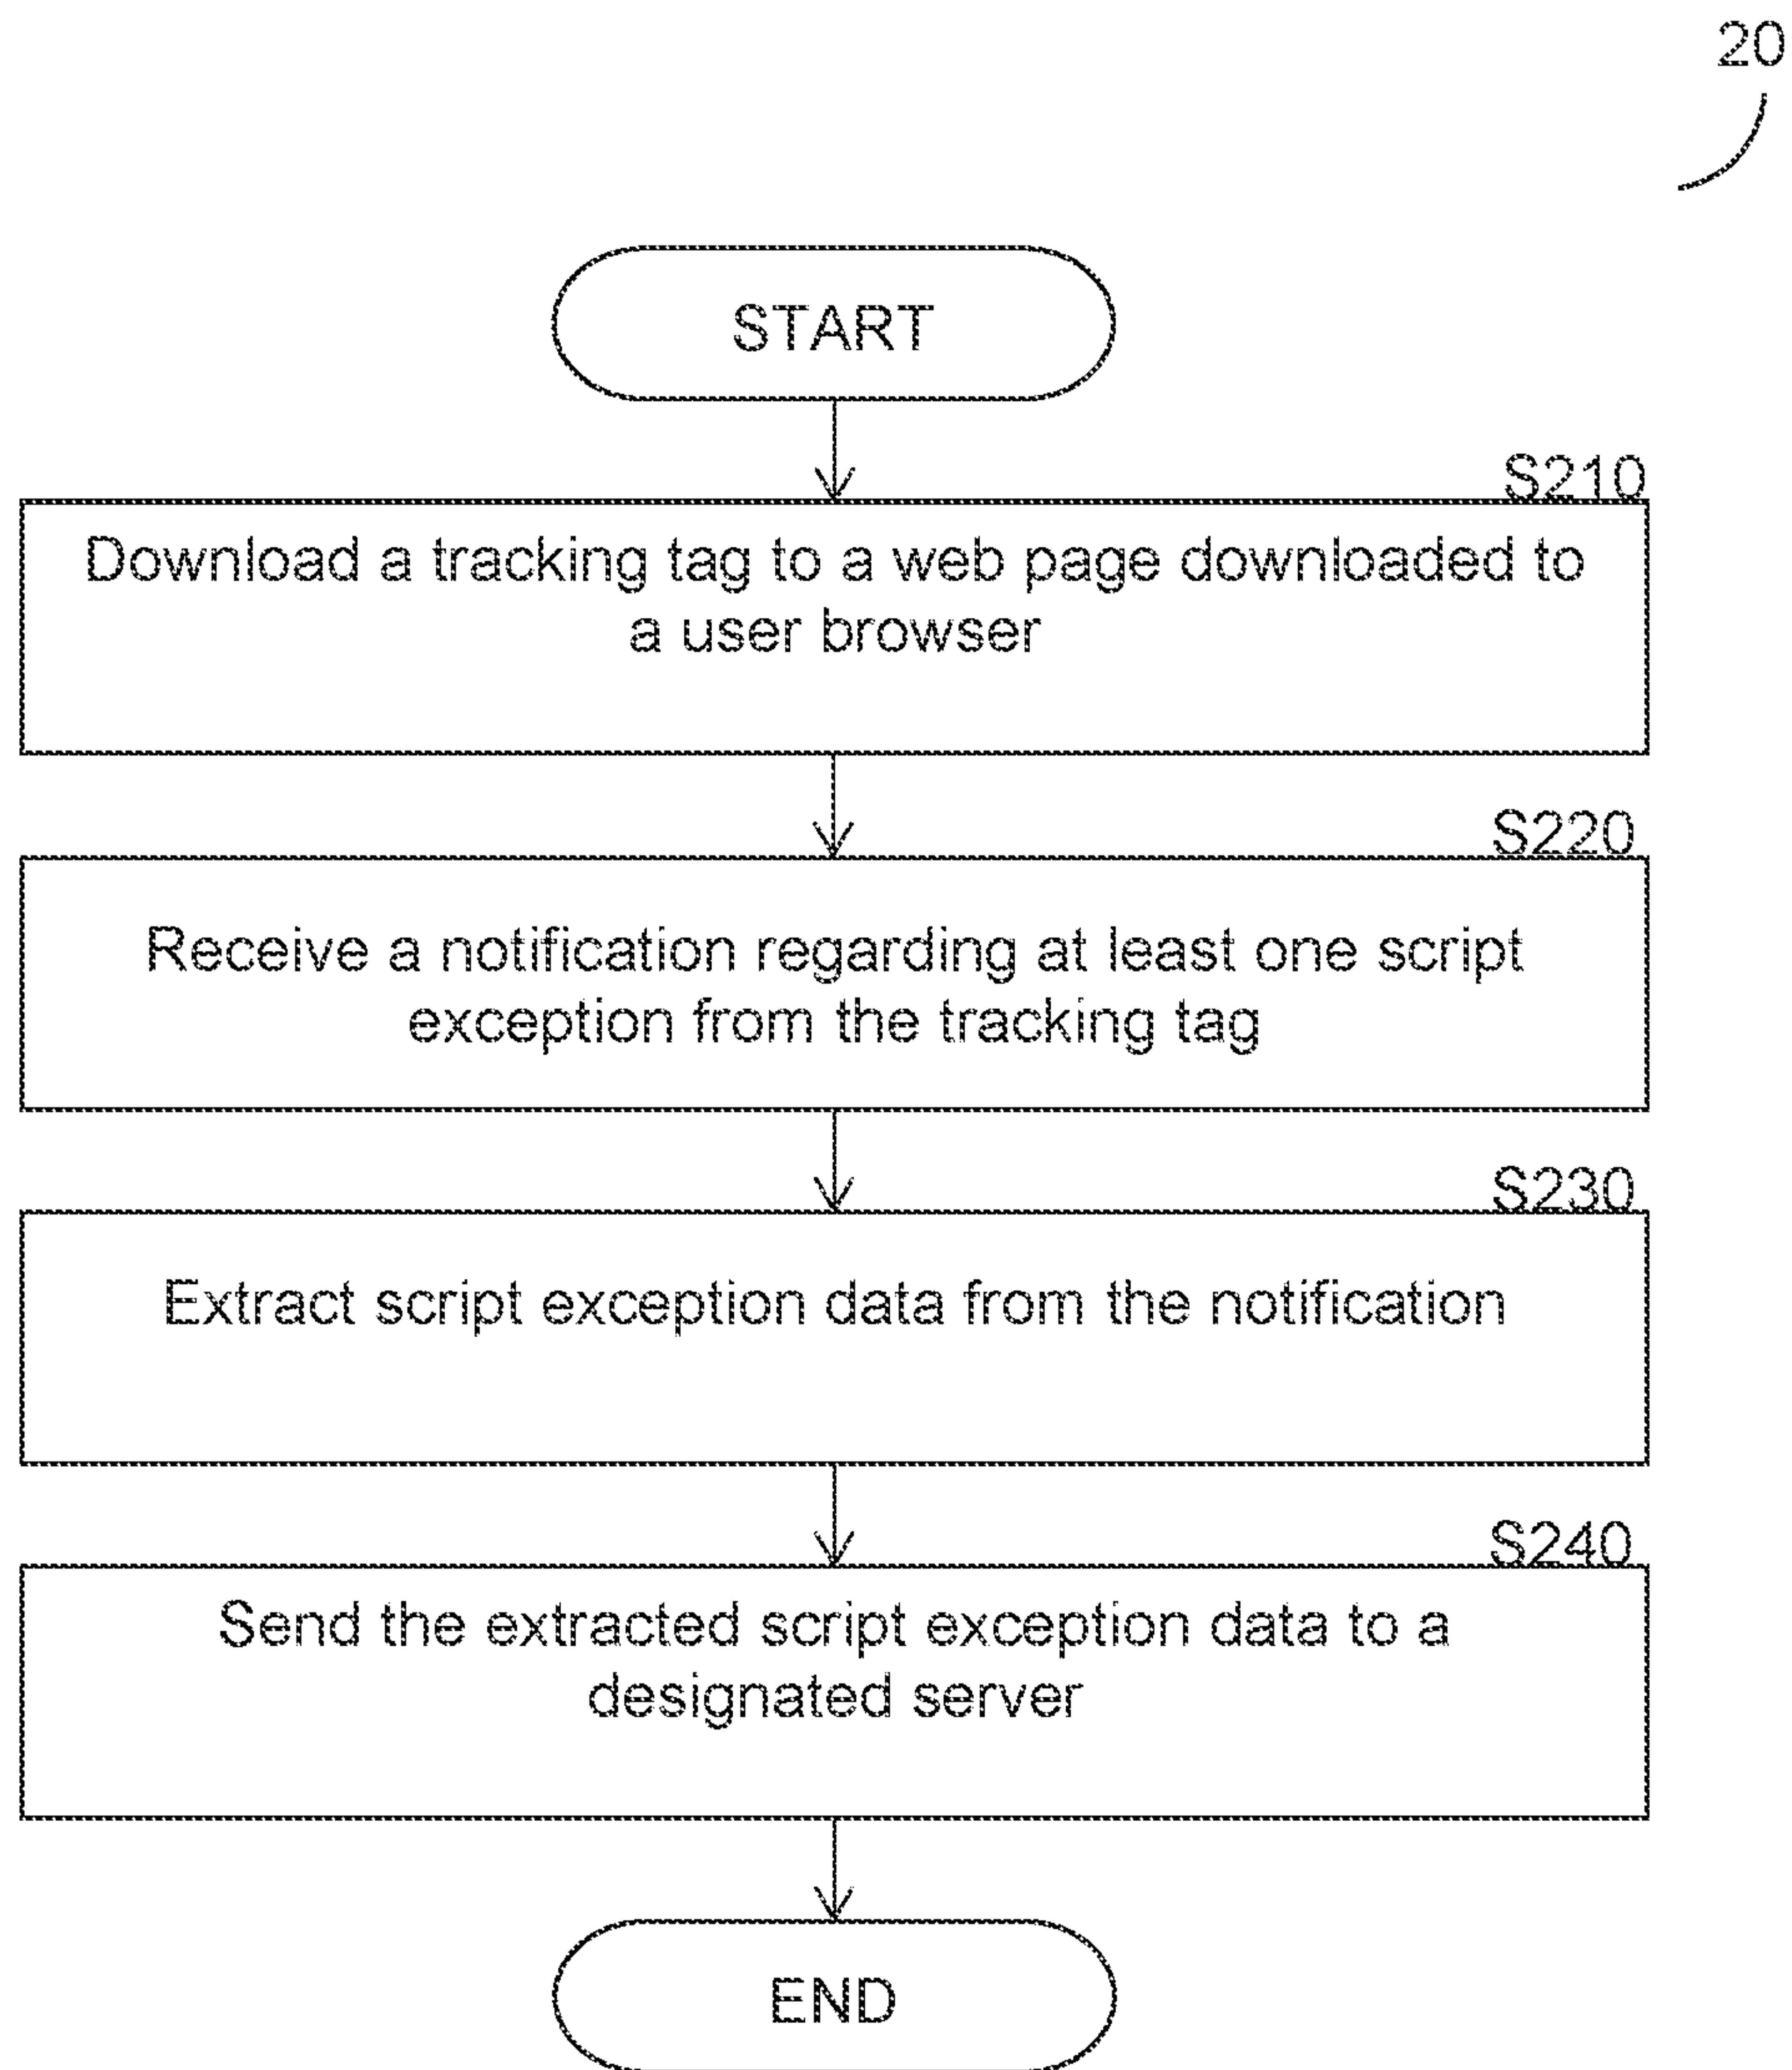 20
START
S210
Download a tracking tag to a web page downloaded to
a user browser
S220
Receive a notification regarding at least one script
exception from the tracking tag
S230
Extract script exception data from the notification
S240
Send the extracted script exception data to a
designated server
END